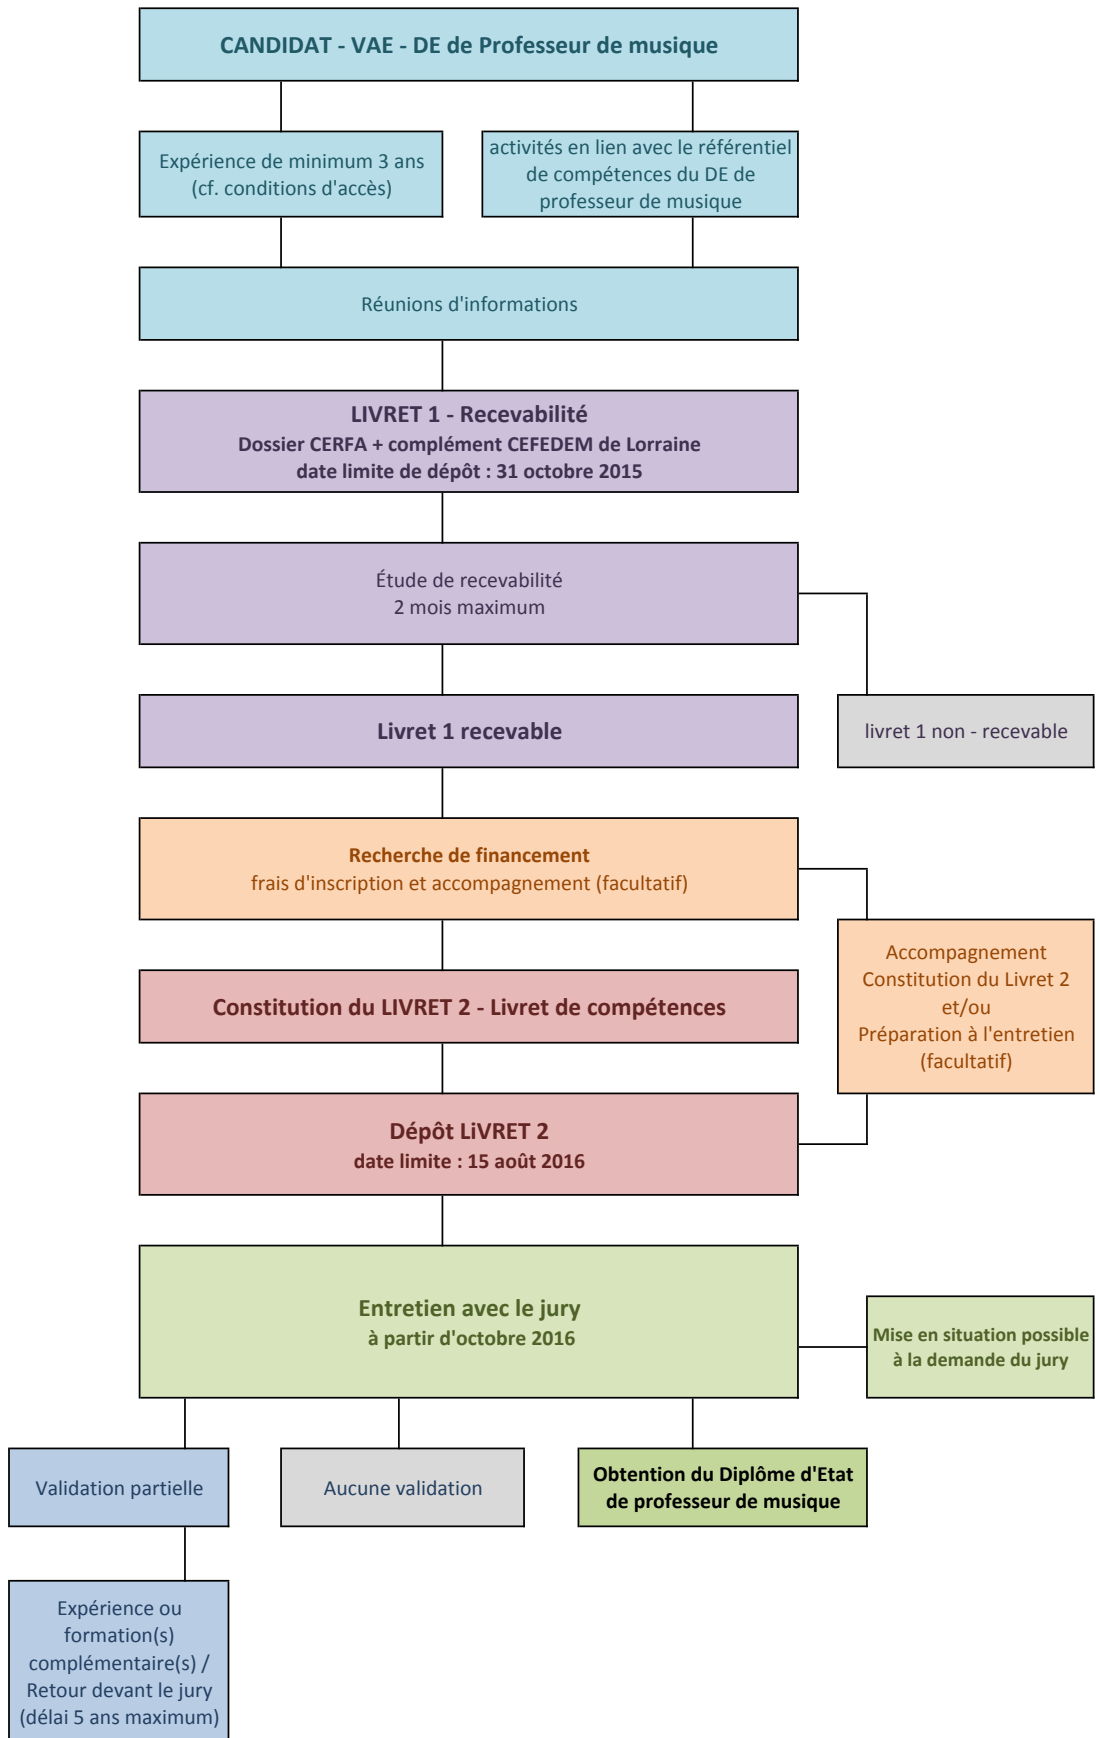 CANDIDAT - VAE - DE de Professeur de musique
Expérience de minimum 3 ans
(cf. conditions d'accès)
activités en lien avec le référentiel
de compétences du DE de
professeur de musique
Réunions d'informations
LIVRET 1 - Recevabilité
Dossier CERFA + complément CEFEDEM de Lorraine
date limite de dépôt : 31 octobre 2015
Étude de recevabilité
2 mois maximum
Livret 1 recevable
livret 1 non - recevable
Recherche de financement
frais d'inscription et accompagnement (facultatif)
Accompagnement
Constitution du Livret 2
et/ou
Préparation à l'entretien
(facultatif)
Constitution du LIVRET 2 - Livret de compétences
Dépôt LiVRET 2
date limite : 15 août 2016
Entretien avec le jury
à partir d'octobre 2016
Mise en situation possible
à la demande du jury
Validation partielle
Aucune validation
Obtention du Diplôme d'Etat
de professeur de musique
Expérience ou
formation(s)
complémentaire(s) /
Retour devant le jury
(délai 5 ans maximum)